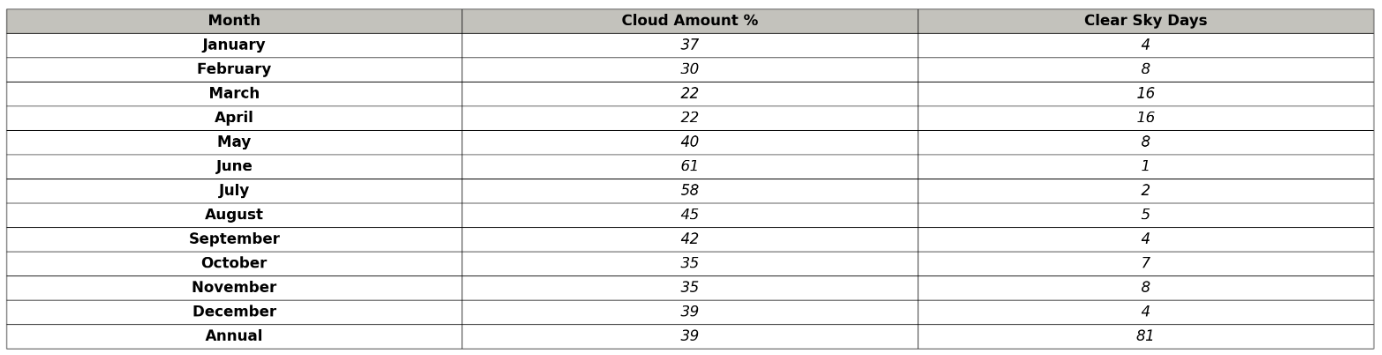 Month Cloud Amount % Clear Sky Days
January 37 4
February 30 8
March 22 16
April 22 16
May 40 8
June 61 1
July 58 2
August 45 5
September 42 4
October 35 7
November 35 8
December 39 4
Annual 39 81